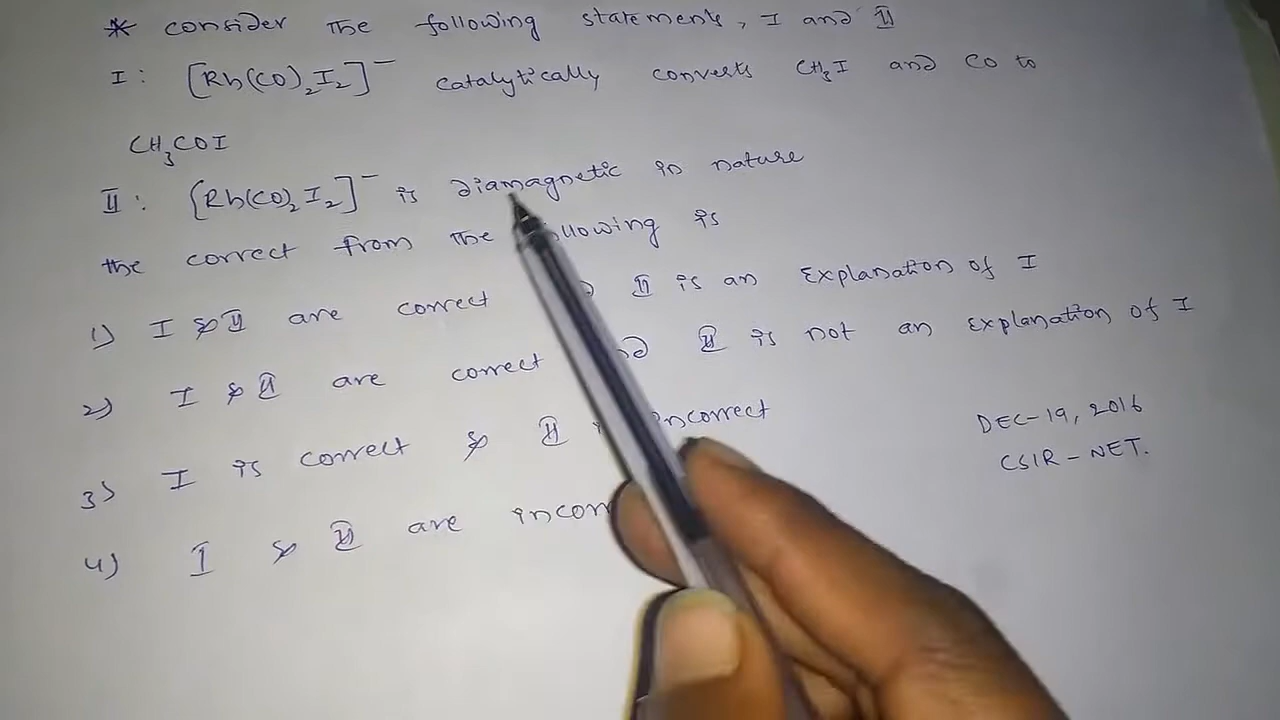 * consider the following statements, I and II
I: [Rh(CO)₂I₂]⁻ catalytically converts CH₃I and CO to
CH₃COI
II: [Rh(CO)₂I₂]⁻ is diamagnetic in nature
the correct from the following is
1) I & II are correct II is an Explanation of I
2) I & II are correct II is not an Explanation of I
3) I is correct & II incorrect
DEC-19, 2016
CSIR-NET.
4) I & II are